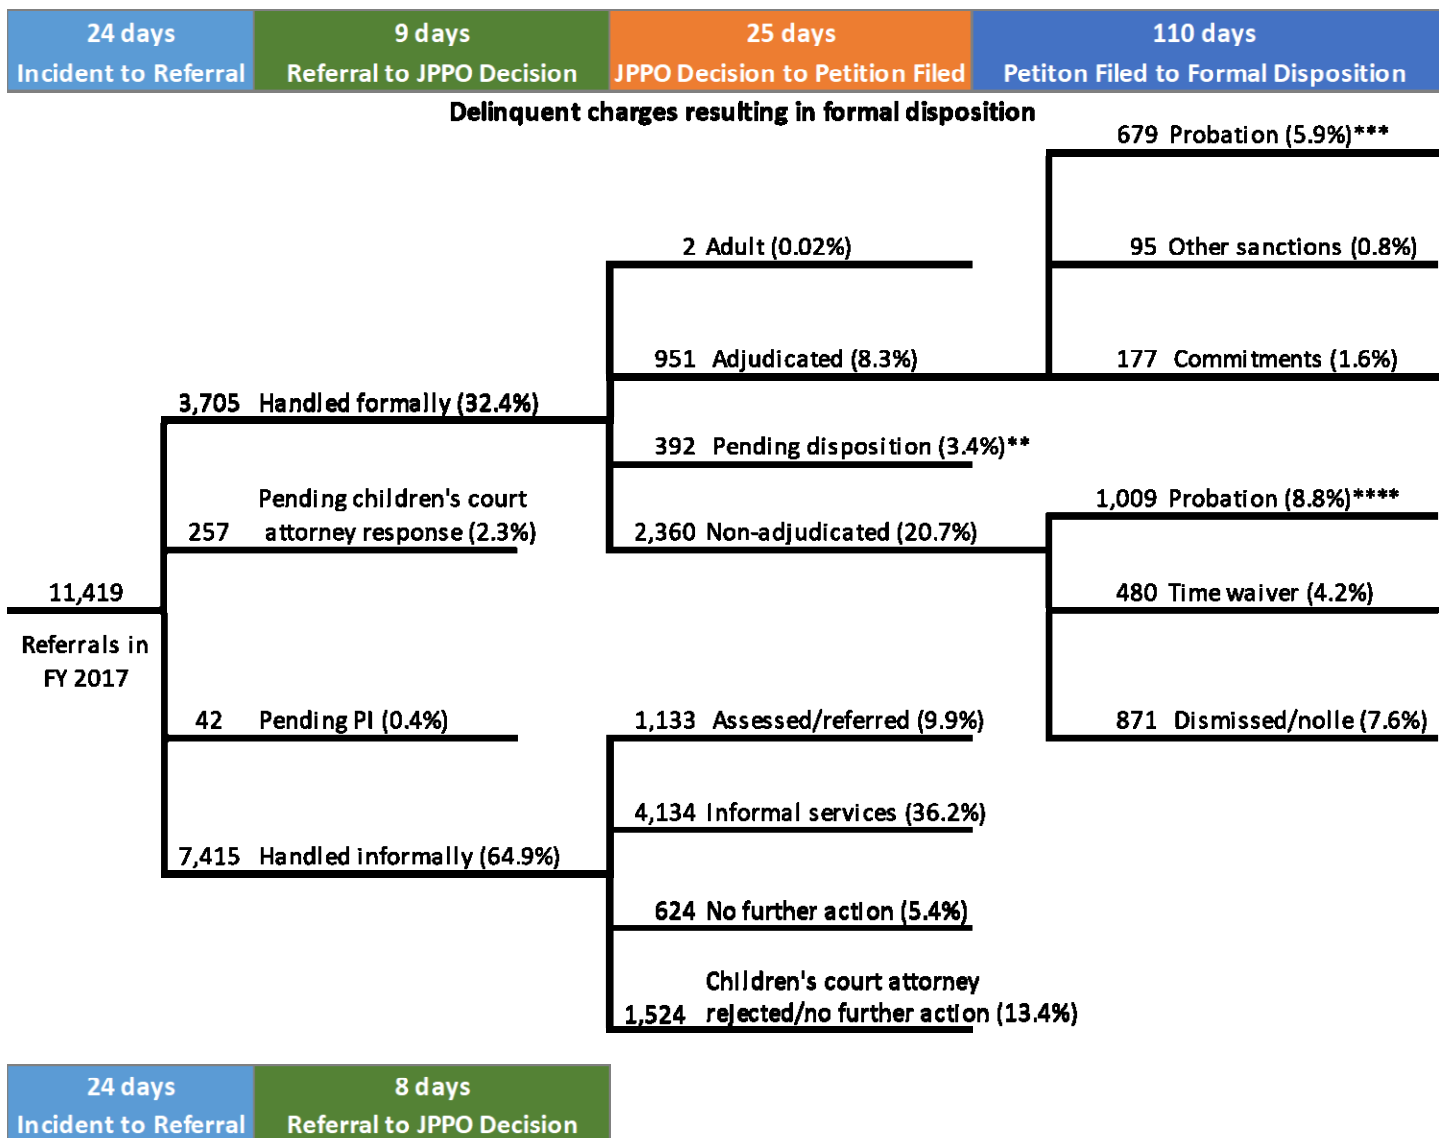 24 days
Incident to Referral
9 days
Referral to JPPO Decision
25 days
JPPO Decision to Petition Filed
110 days
Petiton Filed to Formal Disposition
Delinquent charges resulting in formal disposition
679 Probation (5.9%)***
2 Adult (0.02%)
95 Other sanctions (0.8%)
951 Adjudicated (8.3%)
177 Commitments (1.6%)
3,705 Handled formally (32.4%)
392 Pending disposition (3.4%)**
Pending children's court
257 attorney response (2.3%)
2,360 Non-adjudicated (20.7%)
1,009 Probation (8.8%)****
11,419
Referrals in
FY 2017
480 Time waiver (4.2%)
42 Pending PI (0.4%)
1,133 Assessed/referred (9.9%)
871 Dismissed/nolle (7.6%)
4,134 Informal services (36.2%)
7,415 Handled informally (64.9%)
624 No further action (5.4%)
Children's court attorney
1,524 rejected/no further action (13.4%)
24 days
Incident to Referral
8 days
Referral to JPPO Decision